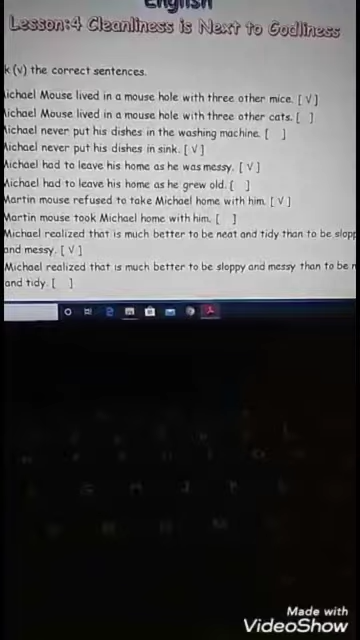 English
Lesson:4 Cleanliness is Next to Godliness
k (√) the correct sentences.
ichael Mouse lived in a mouse hole with three other mice. [ √ ]
ichael Mouse lived in a mouse hole with three other cats. [ ]
ichael never put his dishes in the washing machine. [ ]
ichael never put his dishes in sink. [ √ ]
Michael had to leave his home as he was messy. [ √ ]
Michael had to leave his home as he grew old. [ ]
Martin mouse refused to take Michael home with him. [ √ ]
Martin mouse took Michael home with him. [ ]
Michael realized that is much better to be neat and tidy than to be slopp
and messy. [ √ ]
Michael realized that is much better to be sloppy and messy than to be n
and tidy. [ ]
Made with
VideoShow